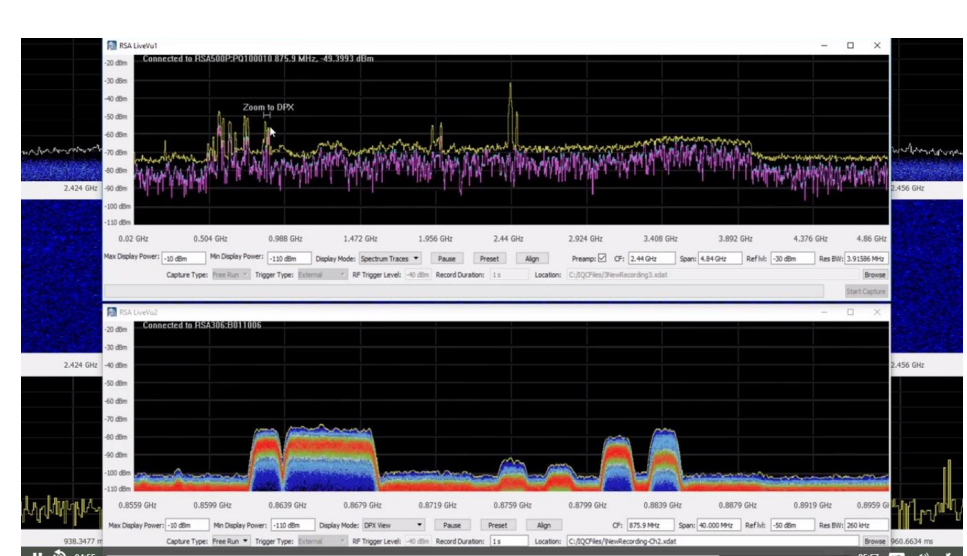 RSA LiveVu1
-20 dBm Connected to RSA500P:PQ100010 875.9 MHz, -49.3993 dBm
-30 dBm
-40 dBm
Zoom to DPX
-50 dBm
-60 dBm
-70 dBm
-80 dBm
2.424 GHz -90 dBm 2.456 GHz
-100 dBm
-110 dBm
0.02 GHz 0.504 GHz 0.988 GHz 1.472 GHz 1.956 GHz 2.44 GHz 2.924 GHz 3.408 GHz 3.892 GHz 4.376 GHz 4.86 GHz
Max Display Power: -10 dBm Min Display Power: -110 dBm Display Mode: Spectrum Traces Pause Preset Align Preamp: CF: 2.44 GHz Span: 4.84 GHz Ref lvl: -30 dBm Res BW: 3.91586 MHz
Capture Type: Free Run Trigger Type: External RF Trigger Level: -40 dBm Record Duration: 1 s Location: C:/IQCFiles/3NewRecording3.xdat Browse
Start Capture
RSA LiveVu2
-20 dBm Connected to RSA306:B011006
-30 dBm
2.424 GHz -40 dBm 2.456 GHz
-50 dBm
-60 dBm
-70 dBm
-80 dBm
-90 dBm
-100 dBm
-110 dBm
0.8559 GHz 0.8599 GHz 0.8639 GHz 0.8679 GHz 0.8719 GHz 0.8759 GHz 0.8799 GHz 0.8839 GHz 0.8879 GHz 0.8919 GHz 0.8959 G
Max Display Power: -10 dBm Min Display Power: -110 dBm Display Mode: DPX View Pause Preset Align CF: 875.9 MHz Span: 40.000 MHz Ref lvl: -50 dBm Res BW: 260 kHz
938.3477 m Capture Type: Free Run Trigger Type: External RF Trigger Level: -40 dBm Record Duration: 1 s Location: C:/IQCFiles/NewRecording-Ch2.xdat Browse 960.6634 ms